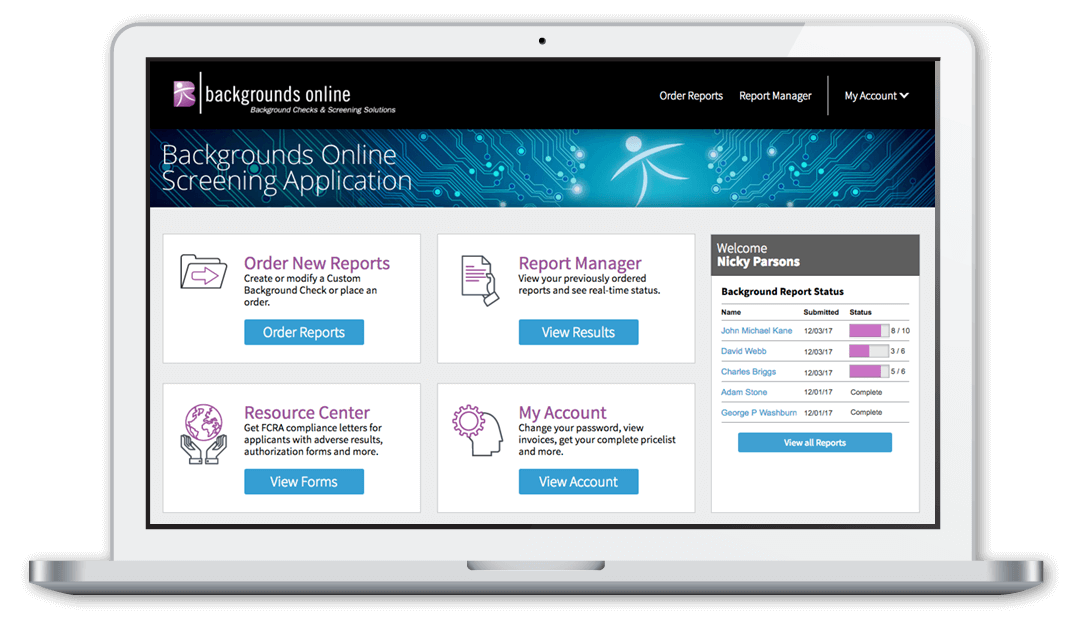 backgrounds online
Background Checks & Screening Solutions
Order Reports
Report Manager
My Account
Backgrounds Online
Screening Application
Order New Reports
Create or modify a Custom
Background Check or place an
order.
Order Reports
Report Manager
View your previously ordered
reports and see real-time status.
View Results
Resource Center
Get FCRA compliance letters for
applicants with adverse results,
authorization forms and more.
View Forms
My Account
Change your password, view
invoices, get your complete pricelist
and more.
View Account
Welcome
Nicky Parsons
Background Report Status
Name Submitted Status
John Michael Kane 12/03/17 8 / 10
David Webb 12/03/17 3 / 6
Charles Briggs 12/03/17 5 / 6
Adam Stone 12/01/17 Complete
George P Washburn 12/01/17 Complete
View all Reports